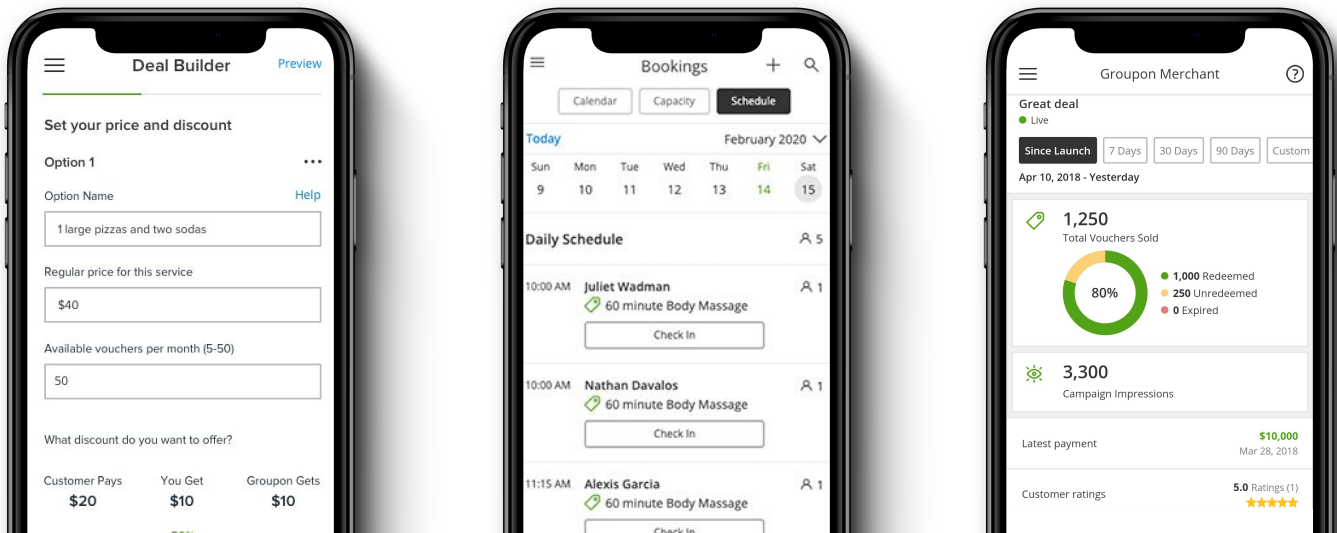 Deal Builder
Preview
Set your price and discount
Option 1
Option Name
Help
1 large pizzas and two sodas
Regular price for this service
$40
Available vouchers per month (5-50)
50
What discount do you want to offer?
Customer Pays You Get Groupon Gets
$20 $10 $10
Bookings
Calendar Capacity Schedule
Today February 2020
Sun Mon Tue Wed Thu Fri Sat
9 10 11 12 13 14 15
Daily Schedule 5
10:00 AM Juliet Wadman 1
60 minute Body Massage
Check In
10:00 AM Nathan Davalos 1
60 minute Body Massage
Check In
11:15 AM Alexis Garcia 1
60 minute Body Massage
Check In
Groupon Merchant ?
Great deal
Live
Since Launch 7 Days 30 Days 90 Days Custom
Apr 10, 2018 - Yesterday
1,250
Total Vouchers Sold
80%
1,000 Redeemed
250 Unredeemed
0 Expired
3,300
Campaign Impressions
Latest payment $10,000
Mar 28, 2018
Customer ratings 5.0 Ratings (1)